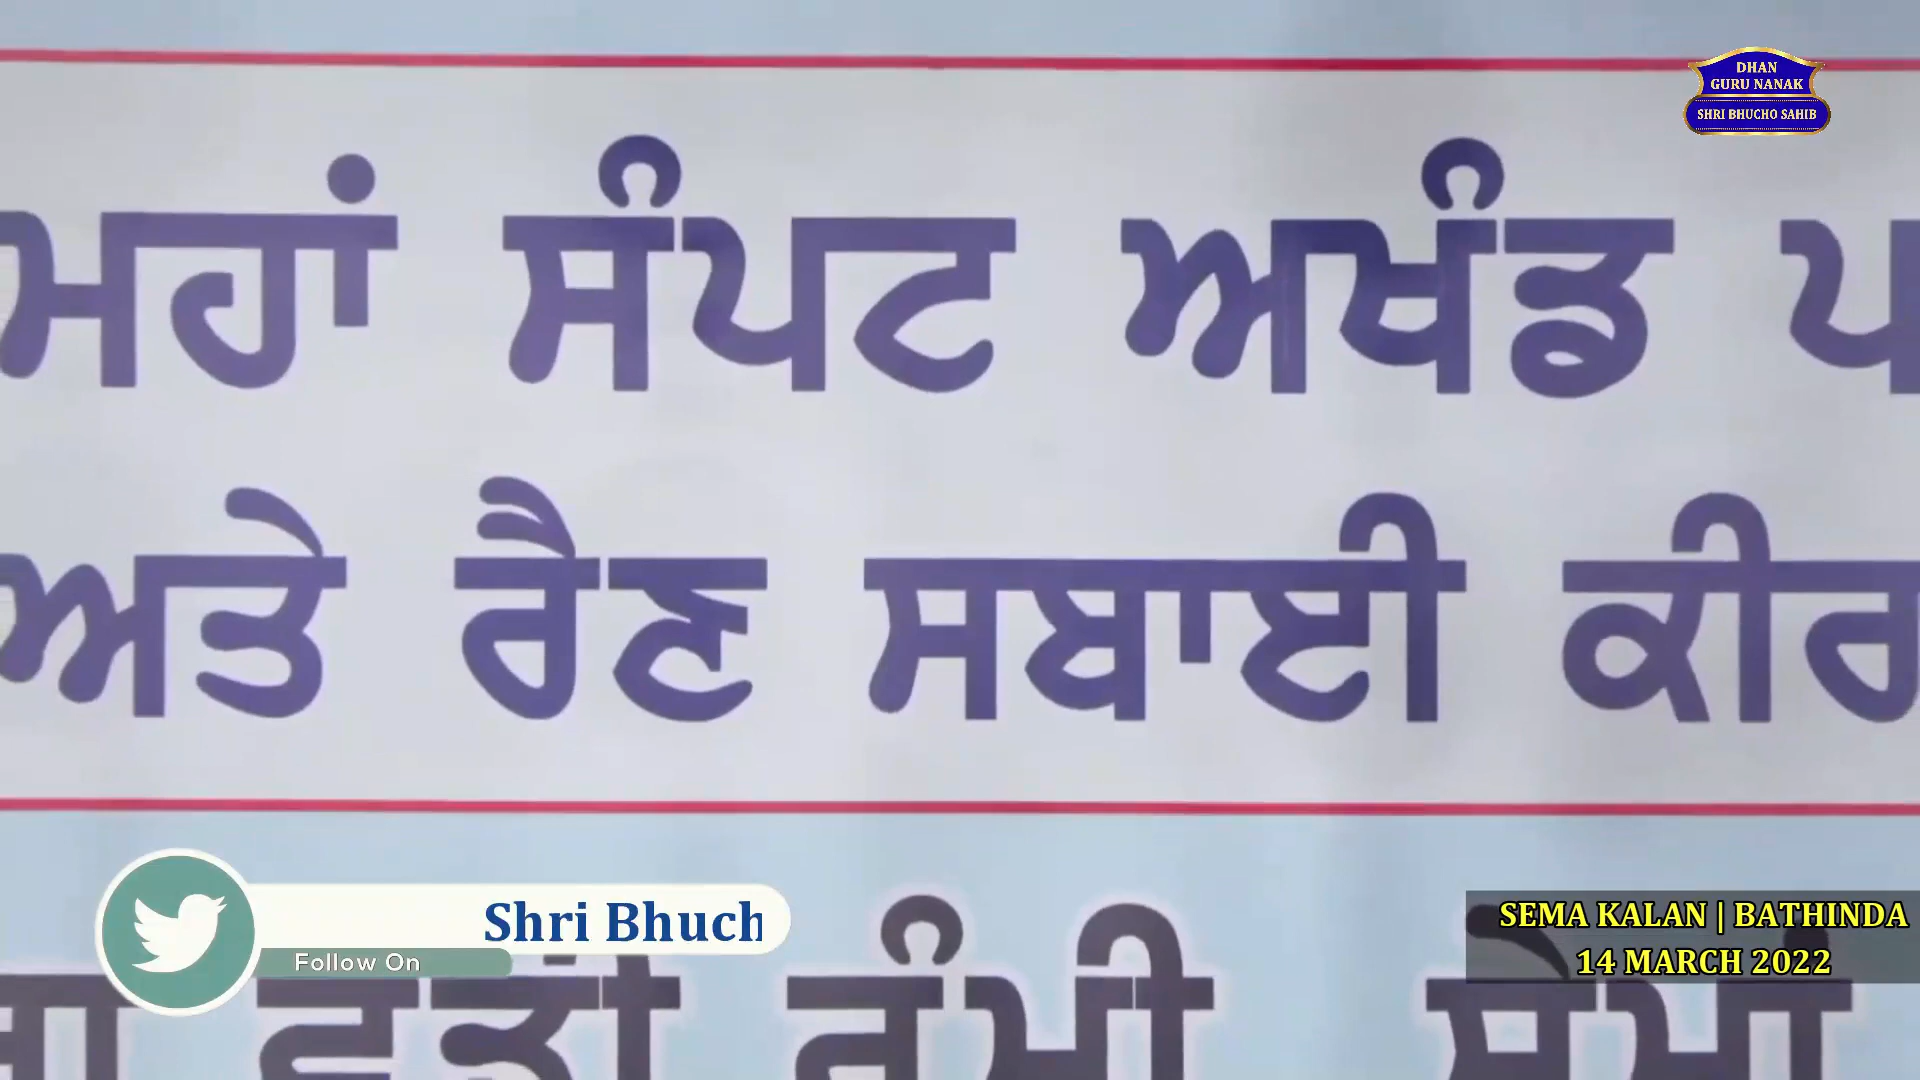 DHAN
GURU NANAK
SHRI BHUCHO SAHIB
ਮਹਾਂ ਸੰਪਟ ਅਖੰਡ ਪ
ਅਤੇ ਰੈਣ ਸਬਾਈ ਕੀਰ
Shri Bhuch
Follow On
SEMA KALAN | BATHINDA
14 MARCH 2022